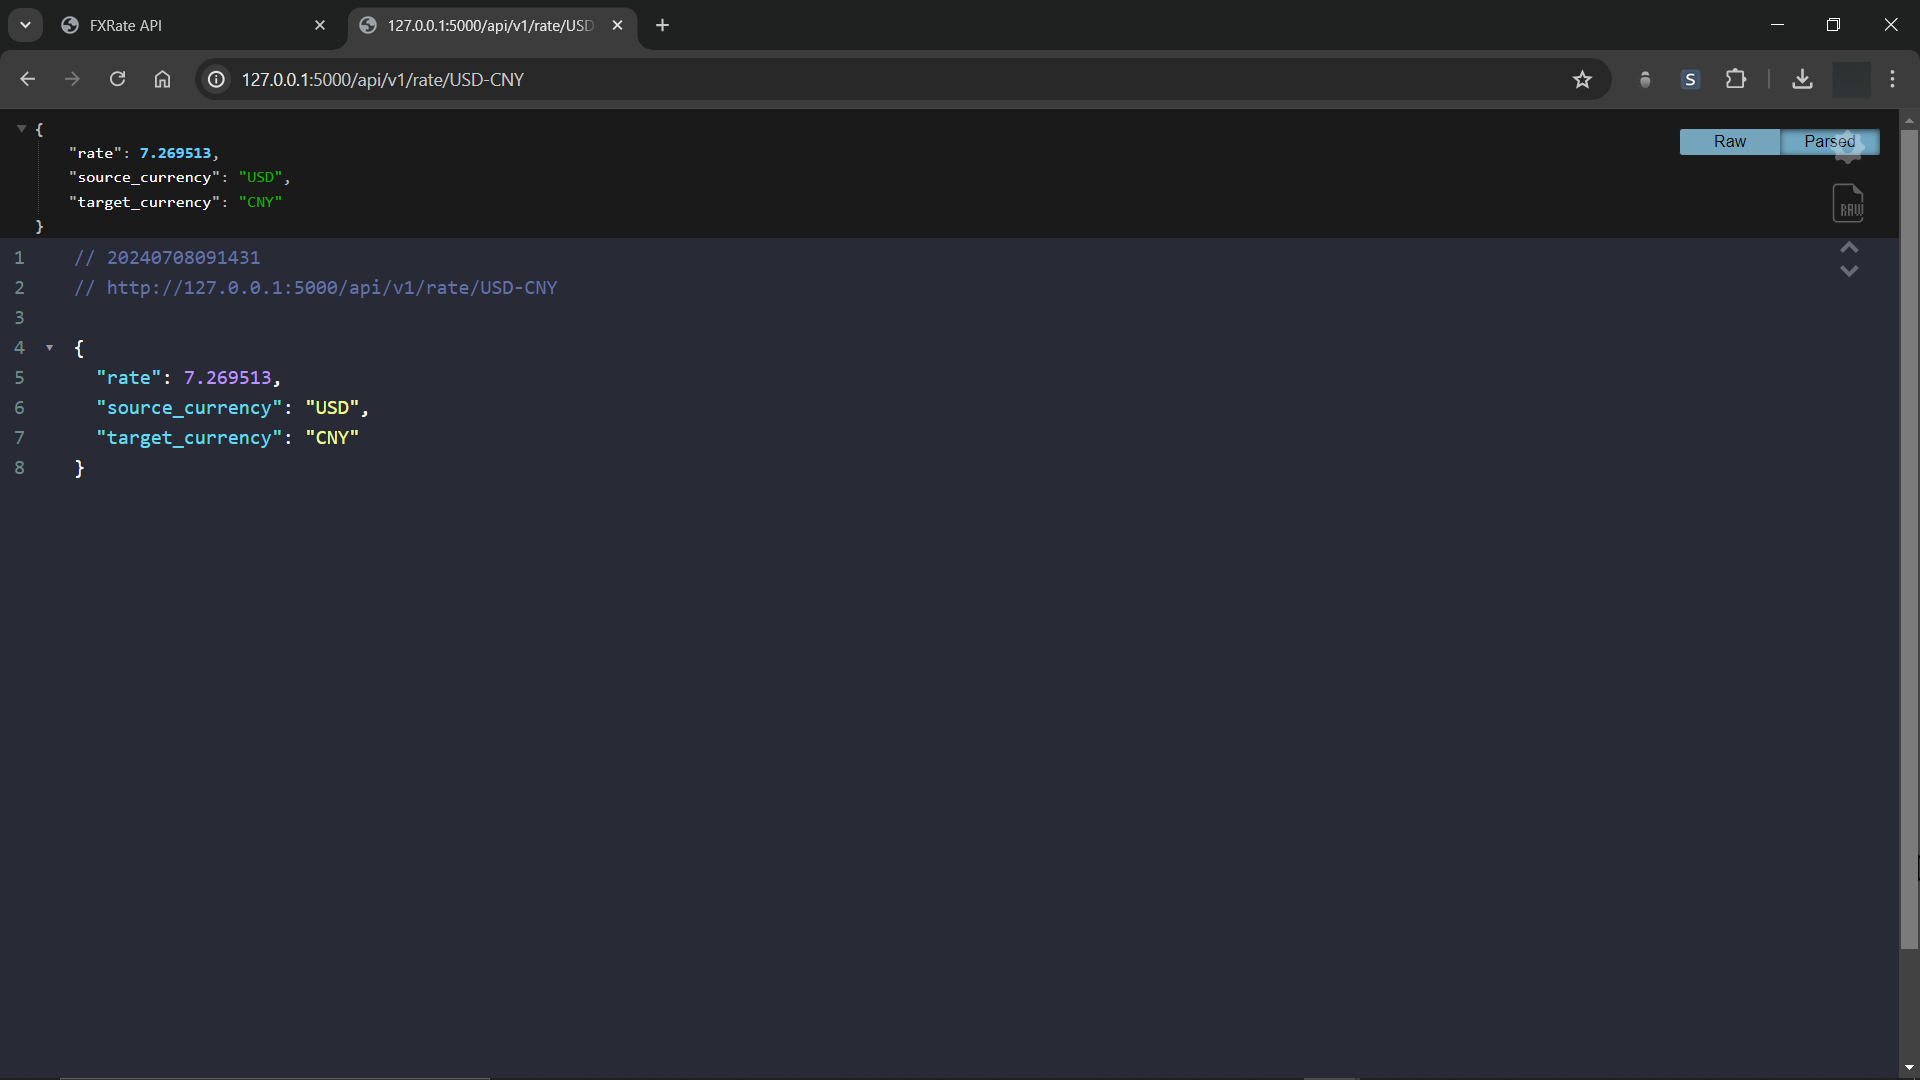 FXRate API
127.0.0.1:5000/api/v1/rate/USD
127.0.0.1:5000/api/v1/rate/USD-CNY
S
{
"rate": 7.269513,
"source_currency": "USD",
"target_currency": "CNY"
}
Raw
Parsed
RAW
1 // 20240708091431
2 // http://127.0.0.1:5000/api/v1/rate/USD-CNY
3
4 {
5 "rate": 7.269513,
6 "source_currency": "USD",
7 "target_currency": "CNY"
8 }